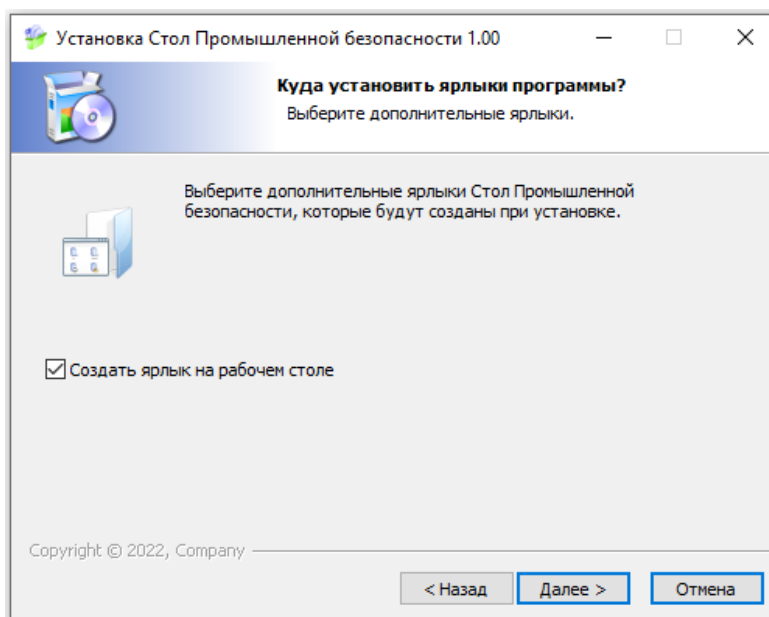 Установка Стол Промышленной безопасности 1.00
Куда установить ярлыки программы?
Выберите дополнительные ярлыки.
Выберите дополнительные ярлыки Стол Промышленной
безопасности, которые будут созданы при установке.
Создать ярлык на рабочем столе
Copyright © 2022, Company
< Назад Далее > Отмена